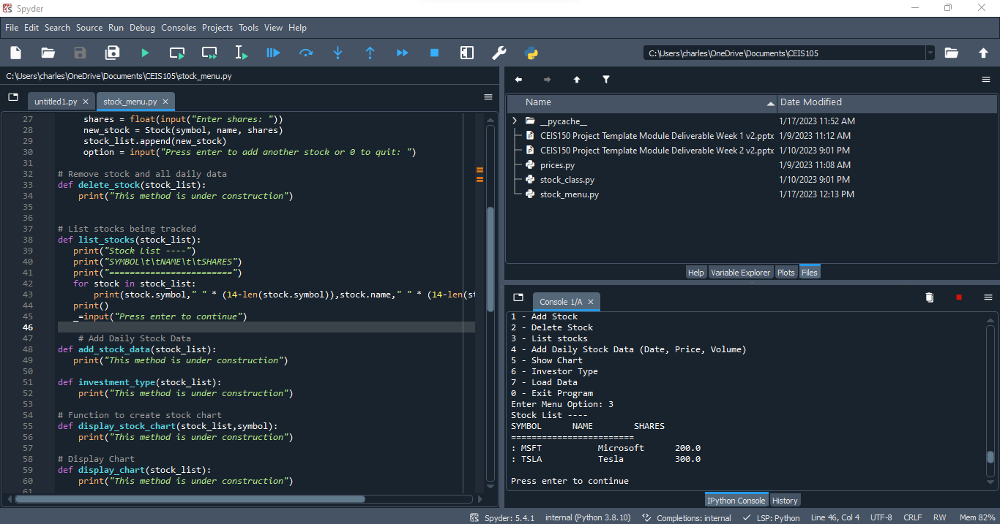 Spyder
File Edit Search Source Run Debug Consoles Projects Tools View Help
C:\Users\charles\OneDrive\Documents\CEIS105
C:\Users\charles\OneDrive\Documents\CEIS105\stock_menu.py
untitled1.py
stock_menu.py
27 shares = float(input("Enter shares: "))
28 new_stock = Stock(symbol, name, shares)
29 stock_list.append(new_stock)
30 option = input("Press enter to add another stock or 0 to quit: ")
31
32 # Remove stock and all daily data
33 def delete_stock(stock_list):
34 print("This method is under construction")
35
36
37 # List stocks being tracked
38 def list_stocks(stock_list):
39 print("Stock List ----")
40 print("SYMBOL\t\tNAME\t\tSHARES")
41 print("========================")
42 for stock in stock_list:
43 print(stock.symbol," " * (14-len(stock.symbol)),stock.name," " * (14-len(st
44 print()
45 _=input("Press enter to continue")
46
47 # Add Daily Stock Data
48 def add_stock_data(stock_list):
49 print("This method is under construction")
50
51 def investment_type(stock_list):
52 print("This method is under construction")
53
54 # Function to create stock chart
55 def display_stock_chart(stock_list,symbol):
56 print("This method is under construction")
57
58 # Display Chart
59 def display_chart(stock_list):
60 print("This method is under construction")
61
Name Date Modified
__pycache__ 1/17/2023 11:52 AM
CEIS150 Project Template Module Deliverable Week 1 v2.pptx 1/9/2023 11:12 AM
CEIS150 Project Template Module Deliverable Week 2 v2.pptx 1/10/2023 9:01 PM
prices.py 1/9/2023 11:08 AM
stock_class.py 1/10/2023 9:01 PM
stock_menu.py 1/17/2023 12:13 PM
Help Variable Explorer Plots Files
Console 1/A
1 - Add Stock
2 - Delete Stock
3 - List stocks
4 - Add Daily Stock Data (Date, Price, Volume)
5 - Show Chart
6 - Investor Type
7 - Load Data
0 - Exit Program
Enter Menu Option: 3
Stock List ----
SYMBOL NAME SHARES
========================
: MSFT Microsoft 200.0
: TSLA Tesla 300.0
Press enter to continue
IPython Console History
Spyder: 5.4.1 internal (Python 3.8.10) Completions: internal LSP: Python Line 46, Col 4 UTF-8 CRLF RW Mem 82%